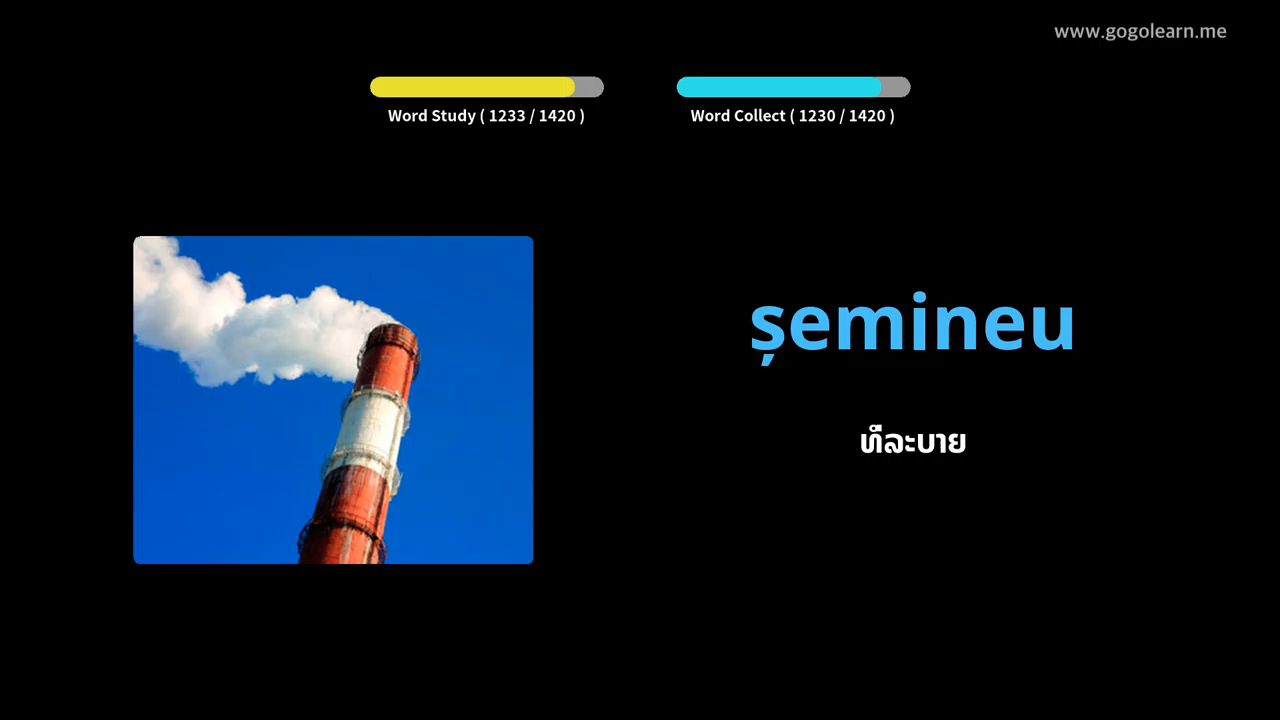 www.gogolearn.me
Word Study ( 1233 / 1420 )
Word Collect ( 1230 / 1420 )
șemineu
ທໍ່ລະບາຍ